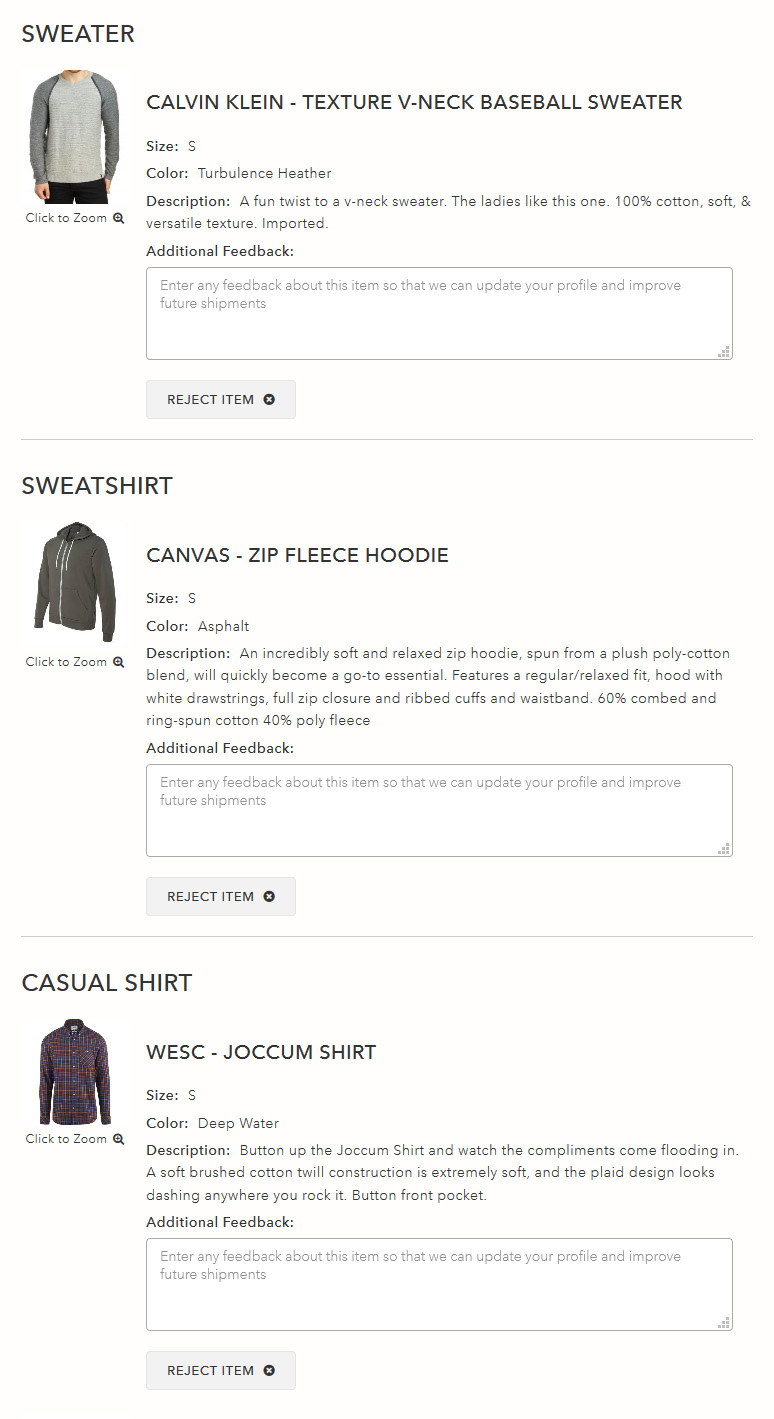 SWEATER
CALVIN KLEIN - TEXTURE V-NECK BASEBALL SWEATER
Size: S
Color: Turbulence Heather
Description: A fun twist to a v-neck sweater. The ladies like this one. 100% cotton, soft, &
versatile texture. Imported.
Click to Zoom
Additional Feedback:
Enter any feedback about this item so that we can update your profile and improve
future shipments
REJECT ITEM
SWEATSHIRT
CANVAS - ZIP FLEECE HOODIE
Size: S
Color: Asphalt
Description: An incredibly soft and relaxed zip hoodie, spun from a plush poly-cotton
blend, will quickly become a go-to essential. Features a regular/relaxed fit, hood with
white drawstrings, full zip closure and ribbed cuffs and waistband. 60% combed and
ring-spun cotton 40% poly fleece
Click to Zoom
Additional Feedback:
Enter any feedback about this item so that we can update your profile and improve
future shipments
REJECT ITEM
CASUAL SHIRT
WESC - JOCCUM SHIRT
Size: S
Color: Deep Water
Description: Button up the Joccum Shirt and watch the compliments come flooding in.
A soft brushed cotton twill construction is extremely soft, and the plaid design looks
dashing anywhere you rock it. Button front pocket.
Click to Zoom
Additional Feedback:
Enter any feedback about this item so that we can update your profile and improve
future shipments
REJECT ITEM